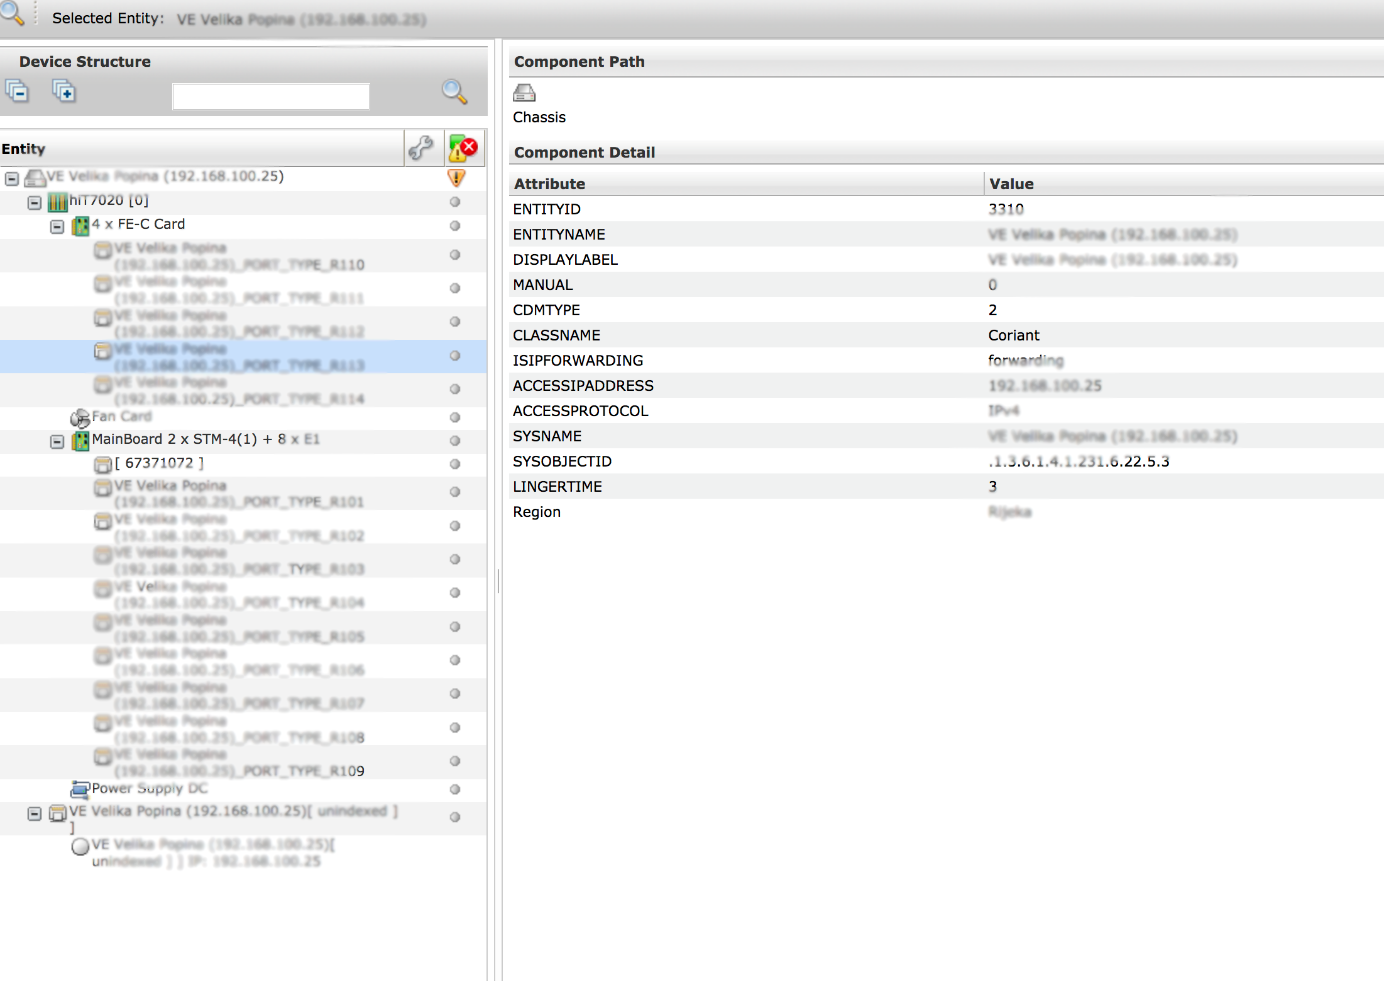 Selected Entity: VE Velika Popina (192.168.100.25)
Device Structure
Entity
VE Velika Popina (192.168.100.25)
hiT7020 [0]
4 x FE-C Card
VE Velika Popina
(192.168.100.25)_PORT_TYPE_R110
VE Velika Popina
(192.168.100.25)_PORT_TYPE_R111
VE Velika Popina
(192.168.100.25)_PORT_TYPE_R112
VE Velika Popina
(192.168.100.25)_PORT_TYPE_R113
VE Velika Popina
(192.168.100.25)_PORT_TYPE_R114
Fan Card
MainBoard 2 x STM-4(1) + 8 x E1
[ 67371072 ]
VE Velika Popina
(192.168.100.25)_PORT_TYPE_R101
VE Velika Popina
(192.168.100.25)_PORT_TYPE_R102
VE Velika Popina
(192.168.100.25)_PORT_TYPE_R103
VE Velika Popina
(192.168.100.25)_PORT_TYPE_R104
VE Velika Popina
(192.168.100.25)_PORT_TYPE_R105
VE Velika Popina
(192.168.100.25)_PORT_TYPE_R106
VE Velika Popina
(192.168.100.25)_PORT_TYPE_R107
VE Velika Popina
(192.168.100.25)_PORT_TYPE_R108
VE Velika Popina
(192.168.100.25)_PORT_TYPE_R109
Power Supply DC
VE Velika Popina (192.168.100.25)[ unindexed ]
]
VE Velika Popina (192.168.100.25)[
unindexed ] ] IP: 192.168.100.25
Component Path
Chassis
Component Detail
Attribute Value
ENTITYID 3310
ENTITYNAME VE Velika Popina (192.168.100.25)
DISPLAYLABEL VE Velika Popina (192.168.100.25)
MANUAL 0
CDMTYPE 2
CLASSNAME Coriant
ISIPFORWARDING forwarding
ACCESSIPADDRESS 192.168.100.25
ACCESSPROTOCOL IPv4
SYSNAME VE Velika Popina (192.168.100.25)
SYSOBJECTID .1.3.6.1.4.1.231.6.22.5.3
LINGERTIME 3
Region Rijeka